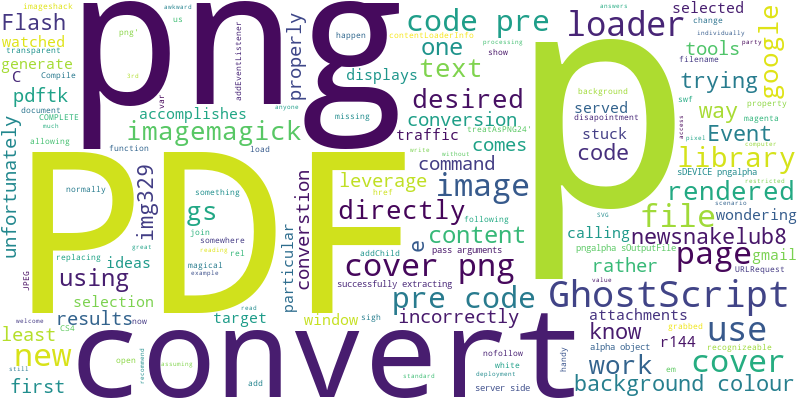 png
p
PDF
convert
code pre
loader
google
selected
change
individually
3rd party
filename
tools
trying
way
Event
library
rendered
file
newsnakelub8
wondering
gmail
page
URLRequest
calling
rather
GhostScript
attachments
know
r144
use
cover
work
background colour
alpha object
recognizeable
em
pixel
computer
restricted
swf
property
magenta
access
sDEVICE pngalpha
pngalpha sOutputFile
SVG
served
disapointment
stuck
code
background
processing
show
answers
Flash
imageshack
watched
generate
C
Compile
transparent
png'
awkward
us
pdftk
document
COMPLETE
much
allowing
accomplishes
imagemagick
function
var
addEventListener
load
happen
contentLoaderInfo
properly
displays
one
text
desired
conversion
traffic
missing
anyone
treatAsPNG24'
comes
write
without
command
image
leverage
href
directly
content
converstion
e
pass arguments
addChild
following
cover png
successfully extracting
pre code
incorrectly
window
sigh
nofollow
white
deployment
server side
standard
handy
unfortunately
normally
something
gs
join
somewhere
rel
img329
replacing
ideas
great
magical
example
reading
read
particular
using
JPEG
selection
CS4
now
results
target
least
new
welcome
still
open
recommend
assuming
add
first
value
scenario